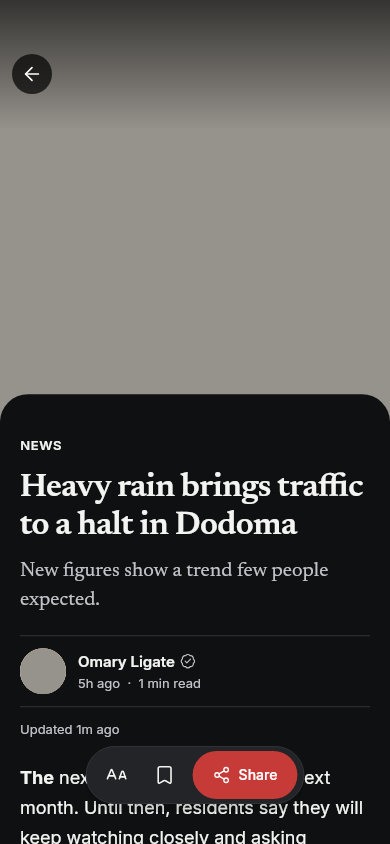 NEWS
Heavy rain brings traffic
to a halt in Dodoma
New figures show a trend few people
expected.
Omary Ligate
5h ago · 1 min read
Updated 1m ago
The
AA
Share
month. Until then, residents say they will
keep watching closely and asking